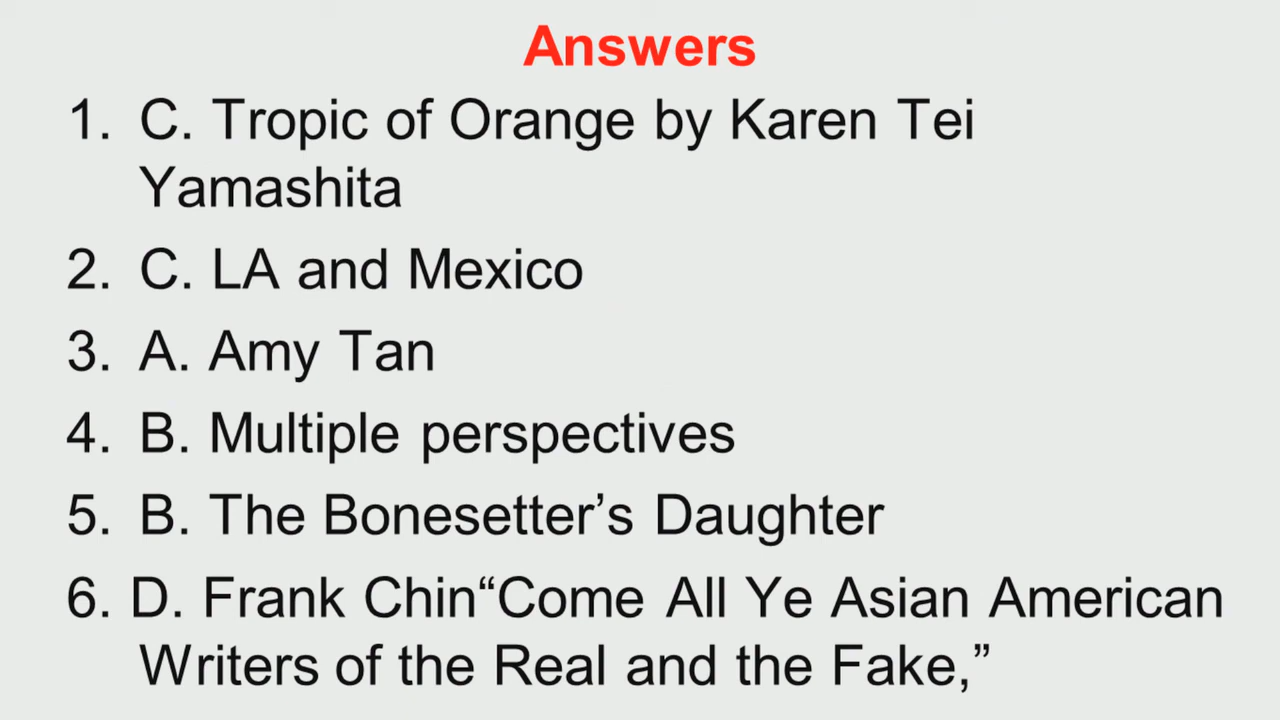 Answers
1. C. Tropic of Orange by Karen Tei
Yamashita
2. C. LA and Mexico
3. A. Amy Tan
4. B. Multiple perspectives
5. B. The Bonesetter’s Daughter
6. D. Frank Chin“Come All Ye Asian American
Writers of the Real and the Fake,”